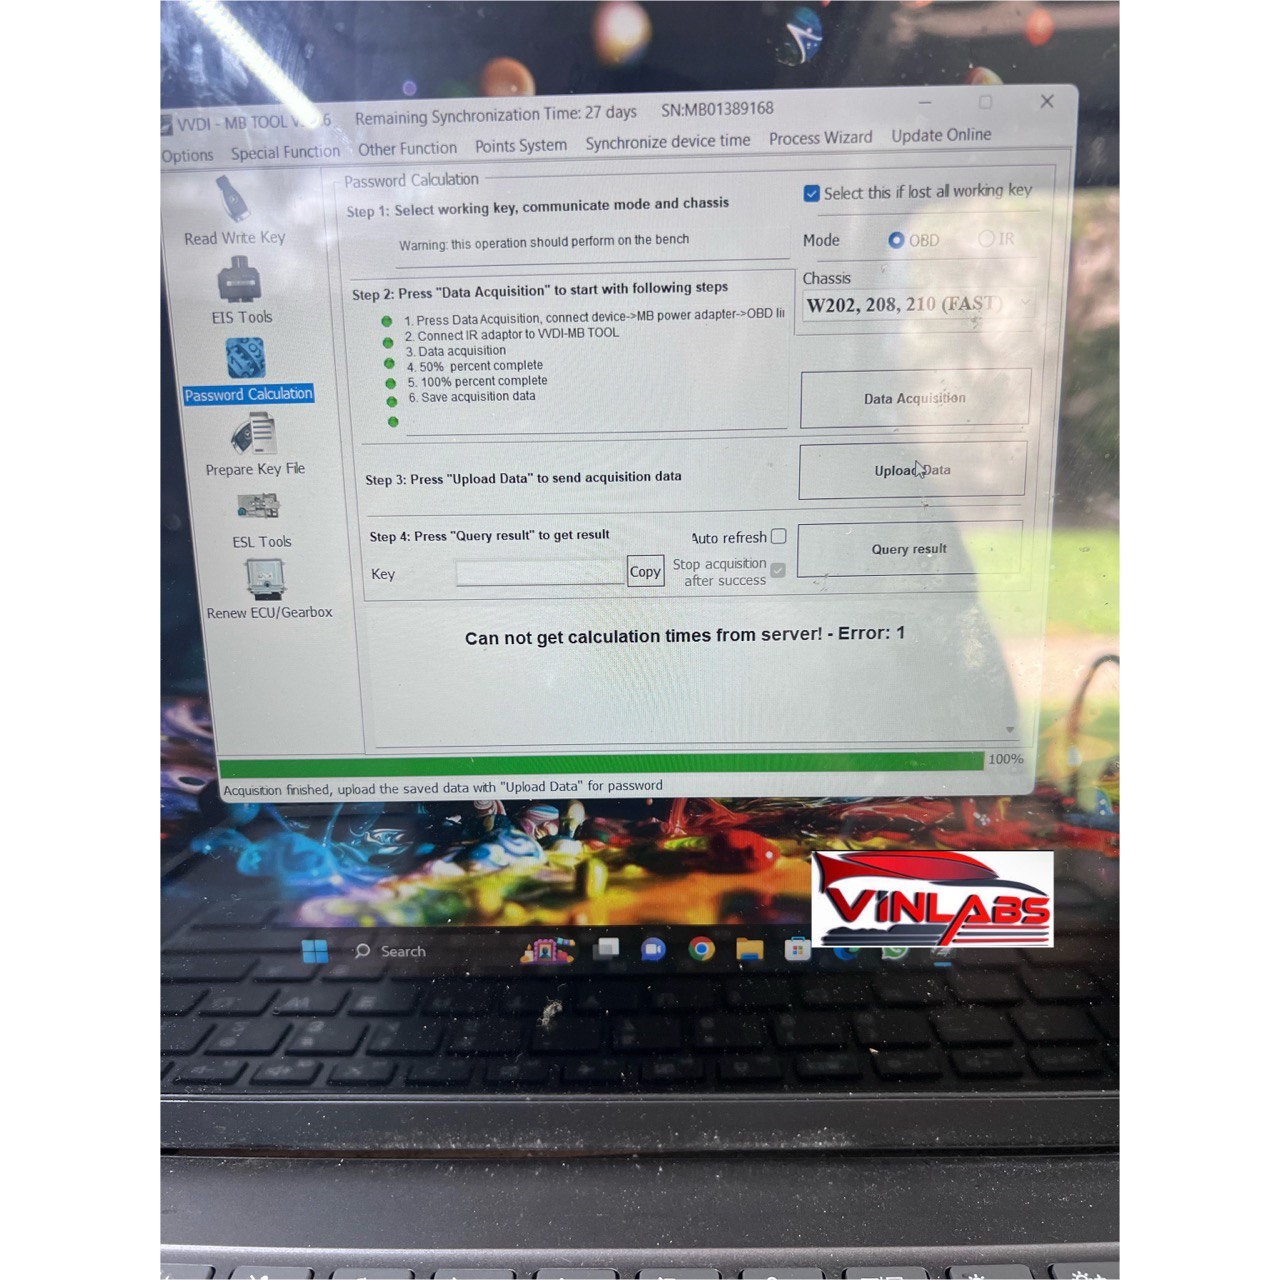 VVDI - MB TOOL Remaining Synchronization Time: 27 days SN:MB01389168
Options Special Function Other Function Points System Synchronize device time Process Wizard Update Online
Read Write Key
EIS Tools
Password Calculation
Prepare Key File
ESL Tools
Renew ECU/Gearbox
Password Calculation
Step 1: Select working key, communicate mode and chassis
Warning: this operation should perform on the bench
Select this if lost all working key
Mode OBD IR
Chassis
W202, 208, 210 (FAST)
Step 2: Press "Data Acquisition" to start with following steps
1. Press Data Acquisition, connect device->MB power adapter->OBD
2. Connect IR adaptor to VVDI-MB TOOL
3. Data acquisition
4. 50% percent complete
5. 100% percent complete
6. Save acquisition data
Data Acquisition
Step 3: Press "Upload Data" to send acquisition data
Upload Data
Step 4: Press "Query result" to get result
Auto refresh
Key
Copy
Stop acquisition
after success
Query result
Can not get calculation times from server! - Error: 1
100%
Acquisition finished, upload the saved data with "Upload Data" for password
VINLABS
Search